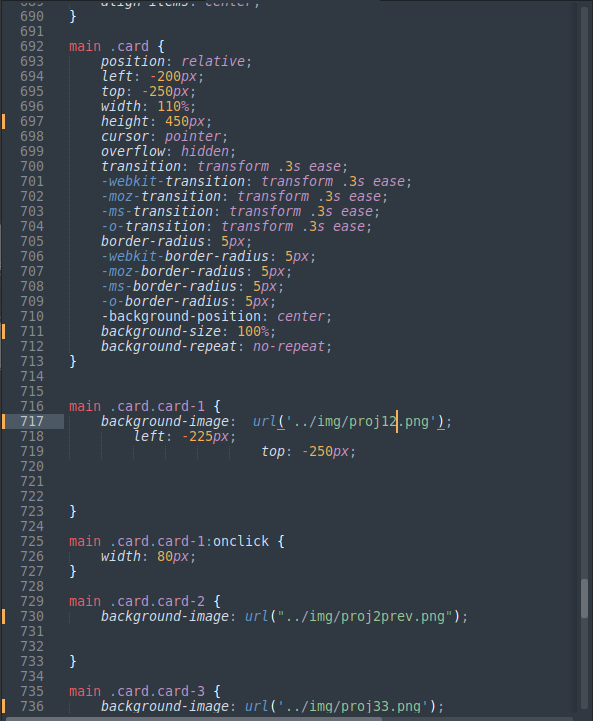 689 align-items: center;
690 }
691
692 main .card {
693 position: relative;
694 left: -200px;
695 top: -250px;
696 width: 110%;
697 height: 450px;
698 cursor: pointer;
699 overflow: hidden;
700 transition: transform .3s ease;
701 -webkit-transition: transform .3s ease;
702 -moz-transition: transform .3s ease;
703 -ms-transition: transform .3s ease;
704 -o-transition: transform .3s ease;
705 border-radius: 5px;
706 -webkit-border-radius: 5px;
707 -moz-border-radius: 5px;
708 -ms-border-radius: 5px;
709 -o-border-radius: 5px;
710 -background-position: center;
711 background-size: 100%;
712 background-repeat: no-repeat;
713 }
714
715
716 main .card.card-1 {
717 background-image:  url('../img/proj12.png');
718 left: -225px;
719 top: -250px;
720
721
722
723 }
724
725 main .card.card-1:onclick {
726 width: 80px;
727 }
728
729 main .card.card-2 {
730 background-image: url("../img/proj2prev.png");
731
732
733 }
734
735 main .card.card-3 {
736 background-image: url('../img/proj33.png');